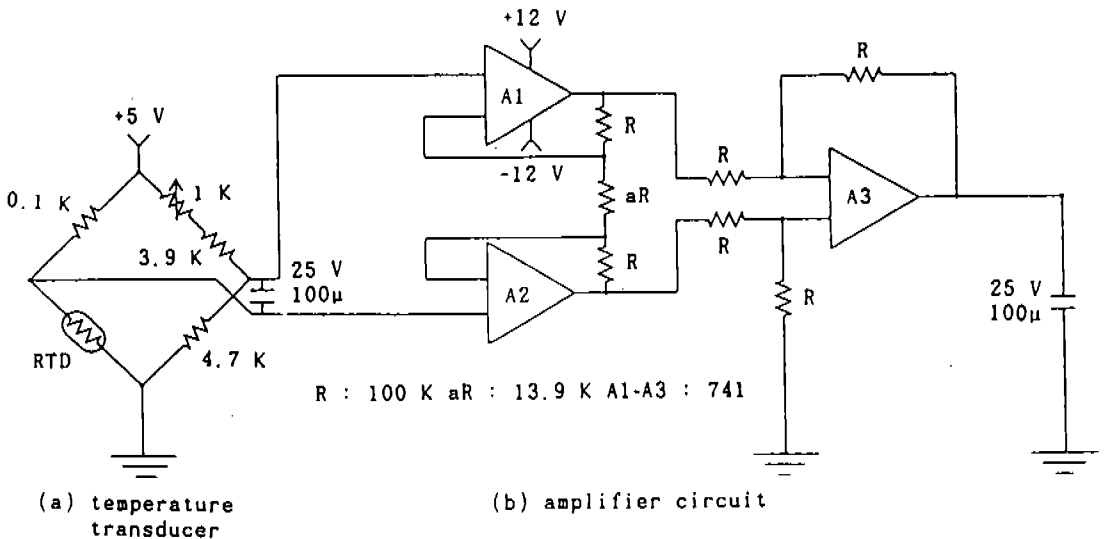 +12 V
R
A1
+5 V
R
-12 V
R
1 K
0.1 K
aR
A3
3.9 K
R
25 V
100µ
R
A2
R
25 V
100µ
RTD
4.7 K
R : 100 K aR : 13.9 K A1-A3 : 741
(a) temperature
transducer
(b) amplifier circuit